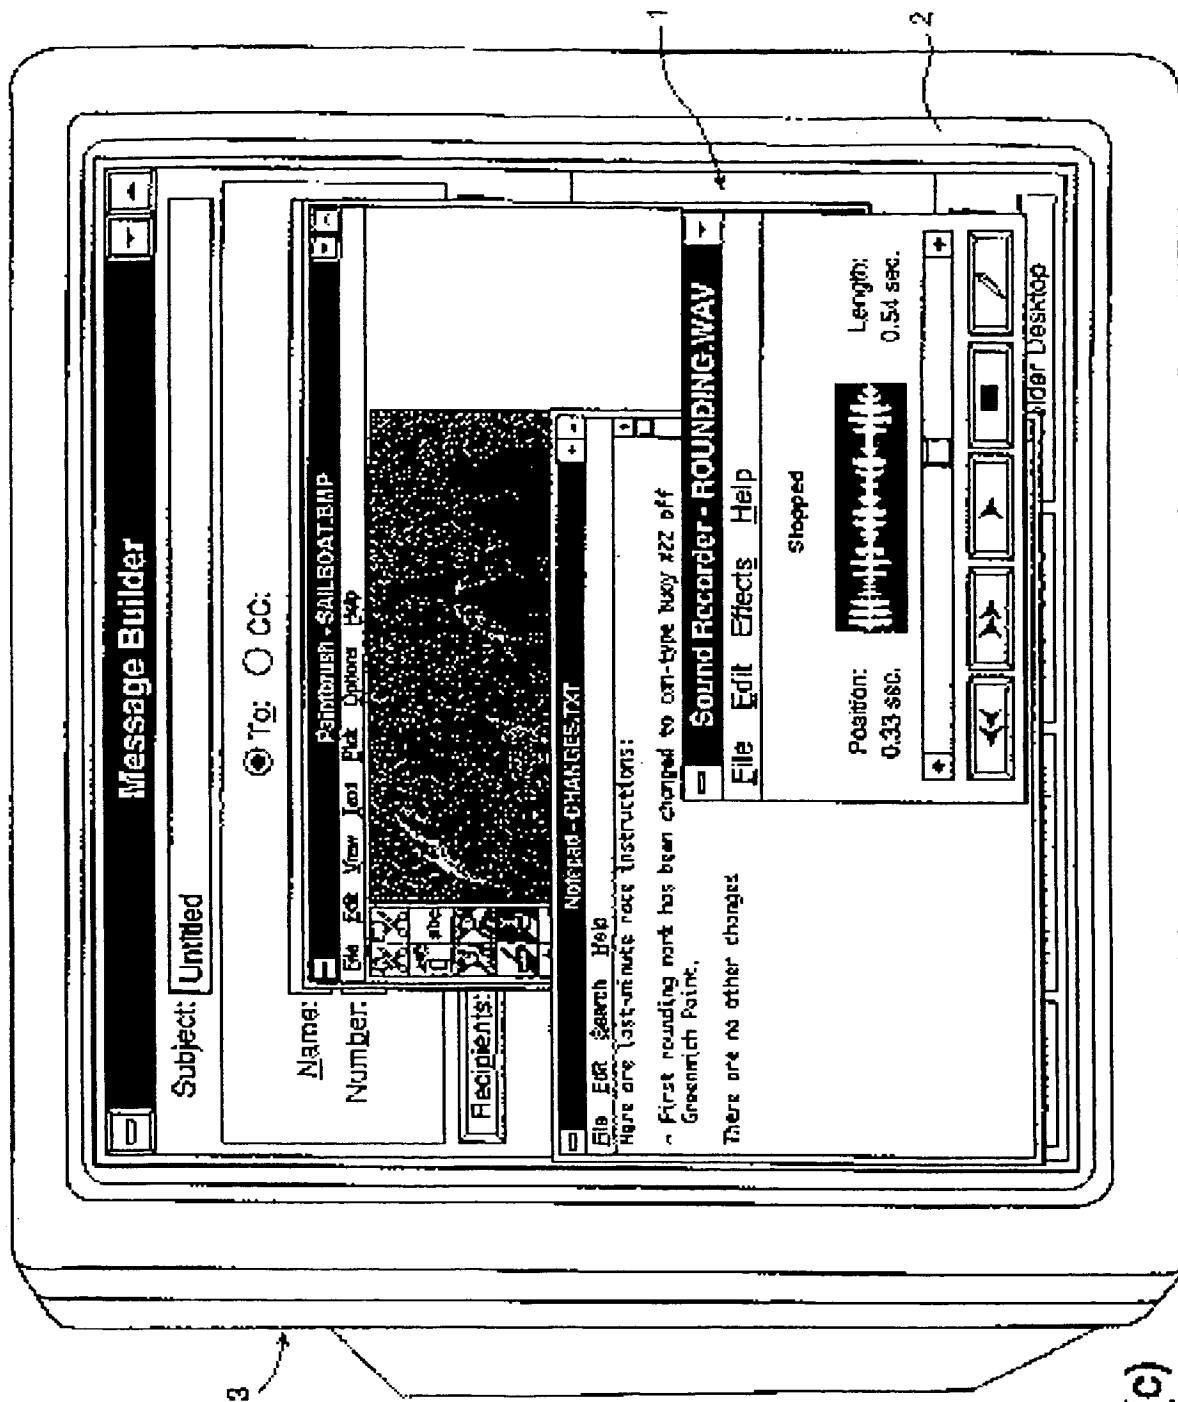 Message Builder
Subject: Untitled
To: CC:
Name:
Number:
Recipients:
Paintbrush - SAILBOAT.BMP
File Edit View Tool Pick Options Help
abc
Notepad - CHANGES.TXT
File Edit Search Help
Here are last-minute race instructions:
- First rounding mark has been changed to can-type buoy #22 off
Greenwich Point.
There are no other changes
Sound Recorder - ROUNDING.WAV
File Edit Effects Help
Stopped
Position:
0.33 sec.
Length:
0.54 sec.
ilder Desktop
1
2
3
(c)